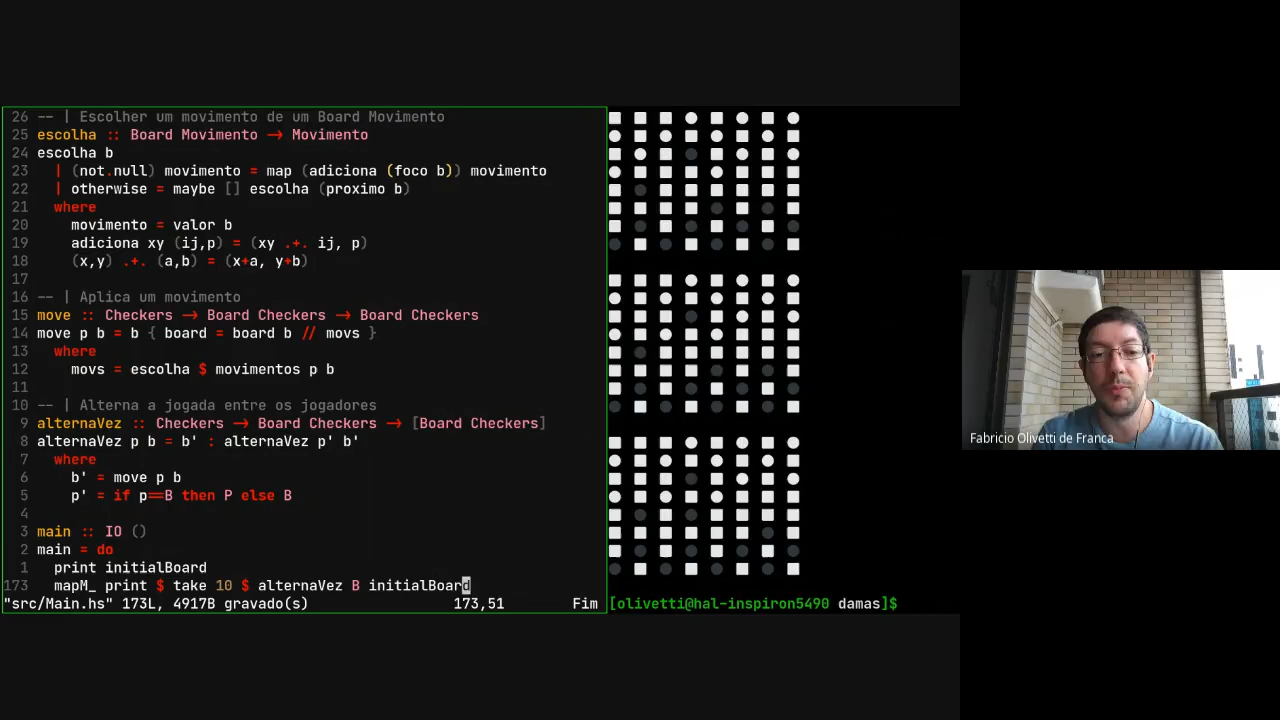 26 -- | Escolher um movimento de um Board Movimento
25 escolha :: Board Movimento → Movimento
24 escolha b
23   | (not.null) movimento = map (adiciona (foco b)) movimento
22   | otherwise = maybe [] escolha (proximo b)
21   where
20     movimento = valor b
19     adiciona xy (ij,p) = (xy .+. ij, p)
18     (x,y) .+. (a,b) = (x+a, y+b)
17
16 -- | Aplica um movimento
15 move :: Checkers → Board Checkers → Board Checkers
14 move p b = b { board = board b // movs }
13   where
12     movs = escolha $ movimentos p b
11
10 -- | Alterna a jogada entre os jogadores
9 alternaVez :: Checkers → Board Checkers → [Board Checkers]
8 alternaVez p b = b' : alternaVez p' b'
7   where
6     b' = move p b
5     p' = if p==B then P else B
4
3 main :: IO ()
2 main = do
1   print initialBoard
173   mapM_ print $ take 10 $ alternaVez B initialBoard
"src/Main.hs" 173L, 4917B gravado(s) 173,51 Fim
[olivetti@hal-inspiron5490 damas]$
Fabricio Olivetti de Franca